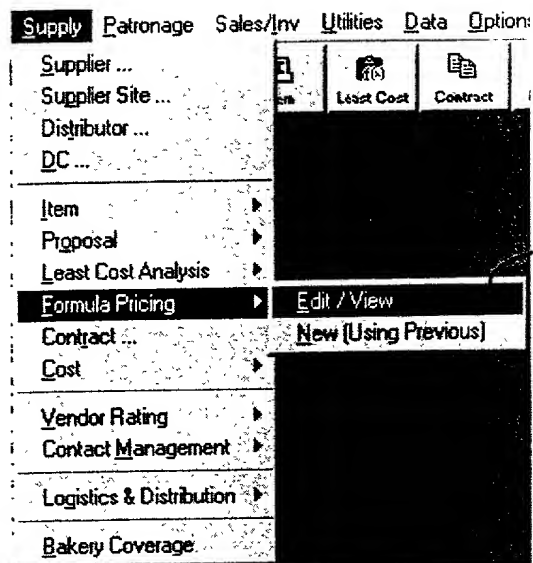 Supply Patronage Sales/Inv Utilities Data Option
Supplier ...
Supplier Site ...
Distributor ...
DC ...
Least Cost Contract
Item
Proposal
Least Cost Analysis
Formula Pricing
Edit / View
Contract ...
New (Using Previous)
Cost
Vendor Rating
Contact Management
Logistics & Distribution
Bakery Coverage